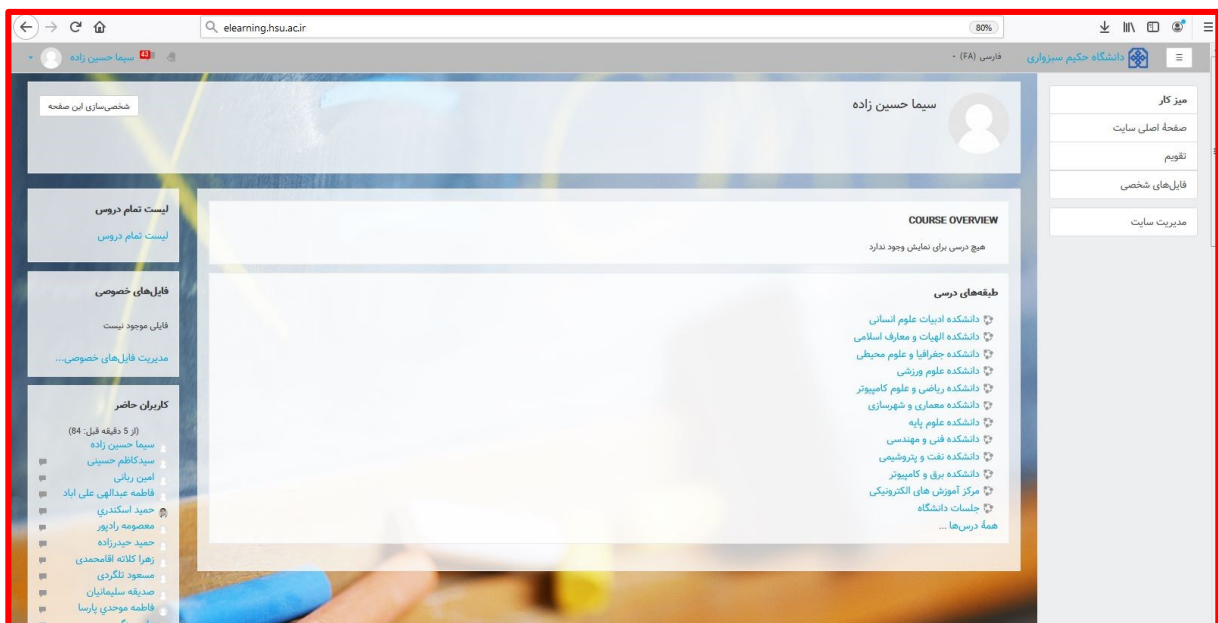 elearning.hsu.ac.ir
80%
دانشگاه حکیم سبزواری
فارسی ‎(FA)‎
43
سیما حسین زاده
میز کار
صفحهٔ اصلی سایت
تقویم
فایل‌های شخصی
مدیریت سایت
سیما حسین زاده
شخصی‌سازی این صفحه
COURSE OVERVIEW
هیچ درسی برای نمایش وجود ندارد
طبقه‌های درسی
دانشکده ادبیات علوم انسانی
دانشکده الهیات و معارف اسلامی
دانشکده جغرافیا و علوم محیطی
دانشکده علوم ورزشی
دانشکده ریاضی و علوم کامپیوتر
دانشکده معماری و شهرسازی
دانشکده علوم پایه
دانشکده فنی و مهندسی
دانشکده نفت و پتروشیمی
دانشکده برق و کامپیوتر
مرکز آموزش های الکترونیکی
جلسات دانشگاه
همهٔ درس‌ها ...
لیست تمام دروس
لیست تمام دروس
فایل‌های خصوصی
فایلی موجود نیست
مدیریت فایل‌های خصوصی...
کاربران حاضر
(از 5 دقیقه قبل: 84)
سیما حسین زاده
سیدکاظم حسینی
امین ربانی
فاطمه عبدالهی علی اباد
حمید اسکندري
معصومه رادپور
حمید حیدرزاده
زهرا کلاته اقامحمدی
مسعود تلگردی
صدیقه سلیمانیان
فاطمه موحدي پارسا